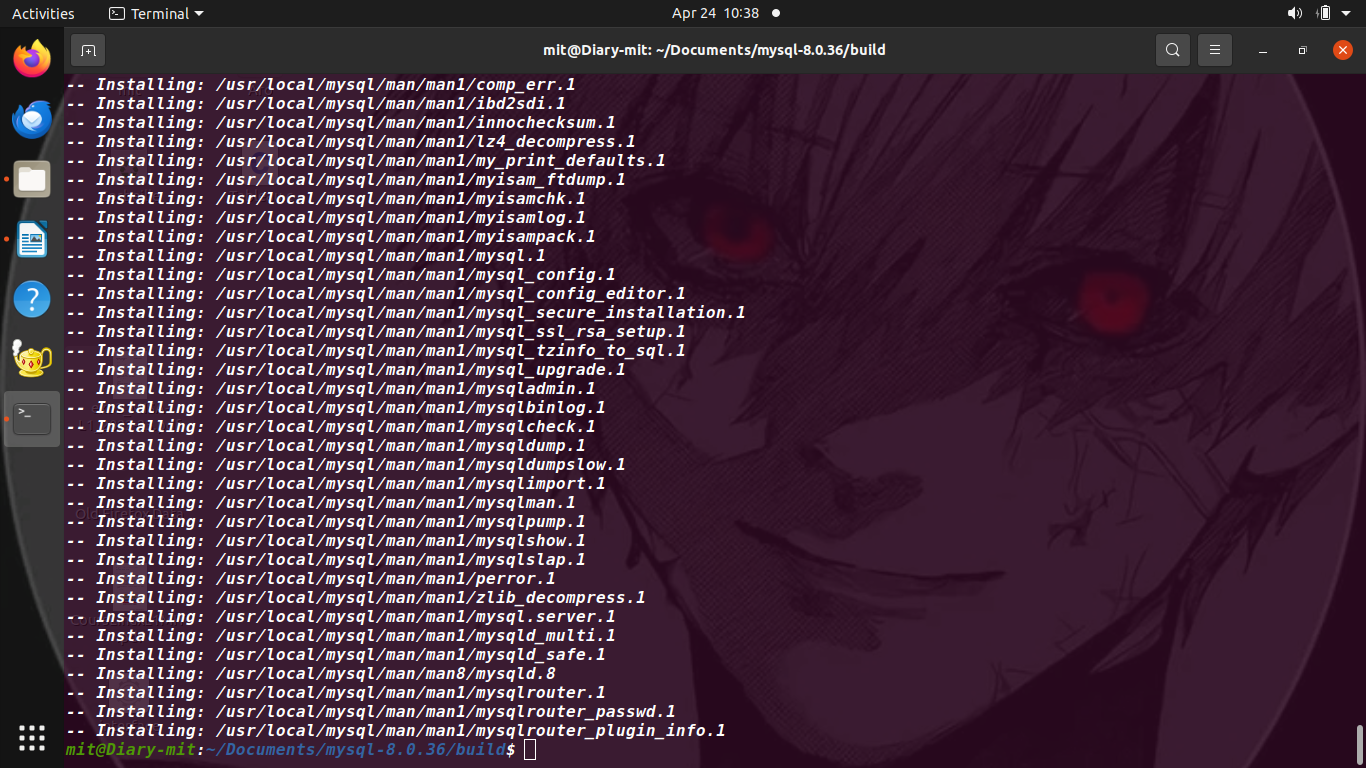 Activities
Terminal
Apr 24 10:38
mit@Diary-mit: ~/Documents/mysql-8.0.36/build
-- Installing: /usr/local/mysql/man/man1/comp_err.1
-- Installing: /usr/local/mysql/man/man1/ibd2sdi.1
-- Installing: /usr/local/mysql/man/man1/innochecksum.1
-- Installing: /usr/local/mysql/man/man1/lz4_decompress.1
-- Installing: /usr/local/mysql/man/man1/my_print_defaults.1
-- Installing: /usr/local/mysql/man/man1/myisam_ftdump.1
-- Installing: /usr/local/mysql/man/man1/myisamchk.1
-- Installing: /usr/local/mysql/man/man1/myisamlog.1
-- Installing: /usr/local/mysql/man/man1/myisampack.1
-- Installing: /usr/local/mysql/man/man1/mysql.1
-- Installing: /usr/local/mysql/man/man1/mysql_config.1
-- Installing: /usr/local/mysql/man/man1/mysql_config_editor.1
-- Installing: /usr/local/mysql/man/man1/mysql_secure_installation.1
-- Installing: /usr/local/mysql/man/man1/mysql_ssl_rsa_setup.1
-- Installing: /usr/local/mysql/man/man1/mysql_tzinfo_to_sql.1
-- Installing: /usr/local/mysql/man/man1/mysql_upgrade.1
-- Installing: /usr/local/mysql/man/man1/mysqladmin.1
-- Installing: /usr/local/mysql/man/man1/mysqlbinlog.1
-- Installing: /usr/local/mysql/man/man1/mysqlcheck.1
-- Installing: /usr/local/mysql/man/man1/mysqldump.1
-- Installing: /usr/local/mysql/man/man1/mysqldumpslow.1
-- Installing: /usr/local/mysql/man/man1/mysqlimport.1
-- Installing: /usr/local/mysql/man/man1/mysqlman.1
-- Installing: /usr/local/mysql/man/man1/mysqlpump.1
-- Installing: /usr/local/mysql/man/man1/mysqlshow.1
-- Installing: /usr/local/mysql/man/man1/mysqlslap.1
-- Installing: /usr/local/mysql/man/man1/perror.1
-- Installing: /usr/local/mysql/man/man1/zlib_decompress.1
-- Installing: /usr/local/mysql/man/man1/mysql.server.1
-- Installing: /usr/local/mysql/man/man1/mysqld_multi.1
-- Installing: /usr/local/mysql/man/man1/mysqld_safe.1
-- Installing: /usr/local/mysql/man/man8/mysqld.8
-- Installing: /usr/local/mysql/man/man1/mysqlrouter.1
-- Installing: /usr/local/mysql/man/man1/mysqlrouter_passwd.1
-- Installing: /usr/local/mysql/man/man1/mysqlrouter_plugin_info.1
mit@Diary-mit:~/Documents/mysql-8.0.36/build$